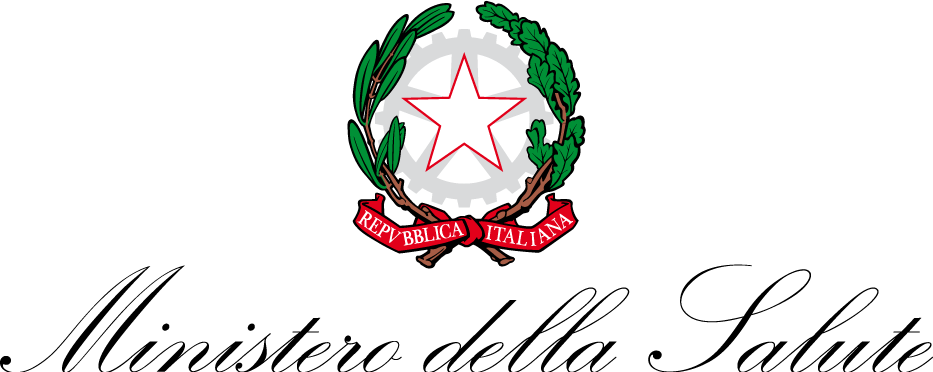 REPVBBLICA ITALIANA
Ministero della Salute